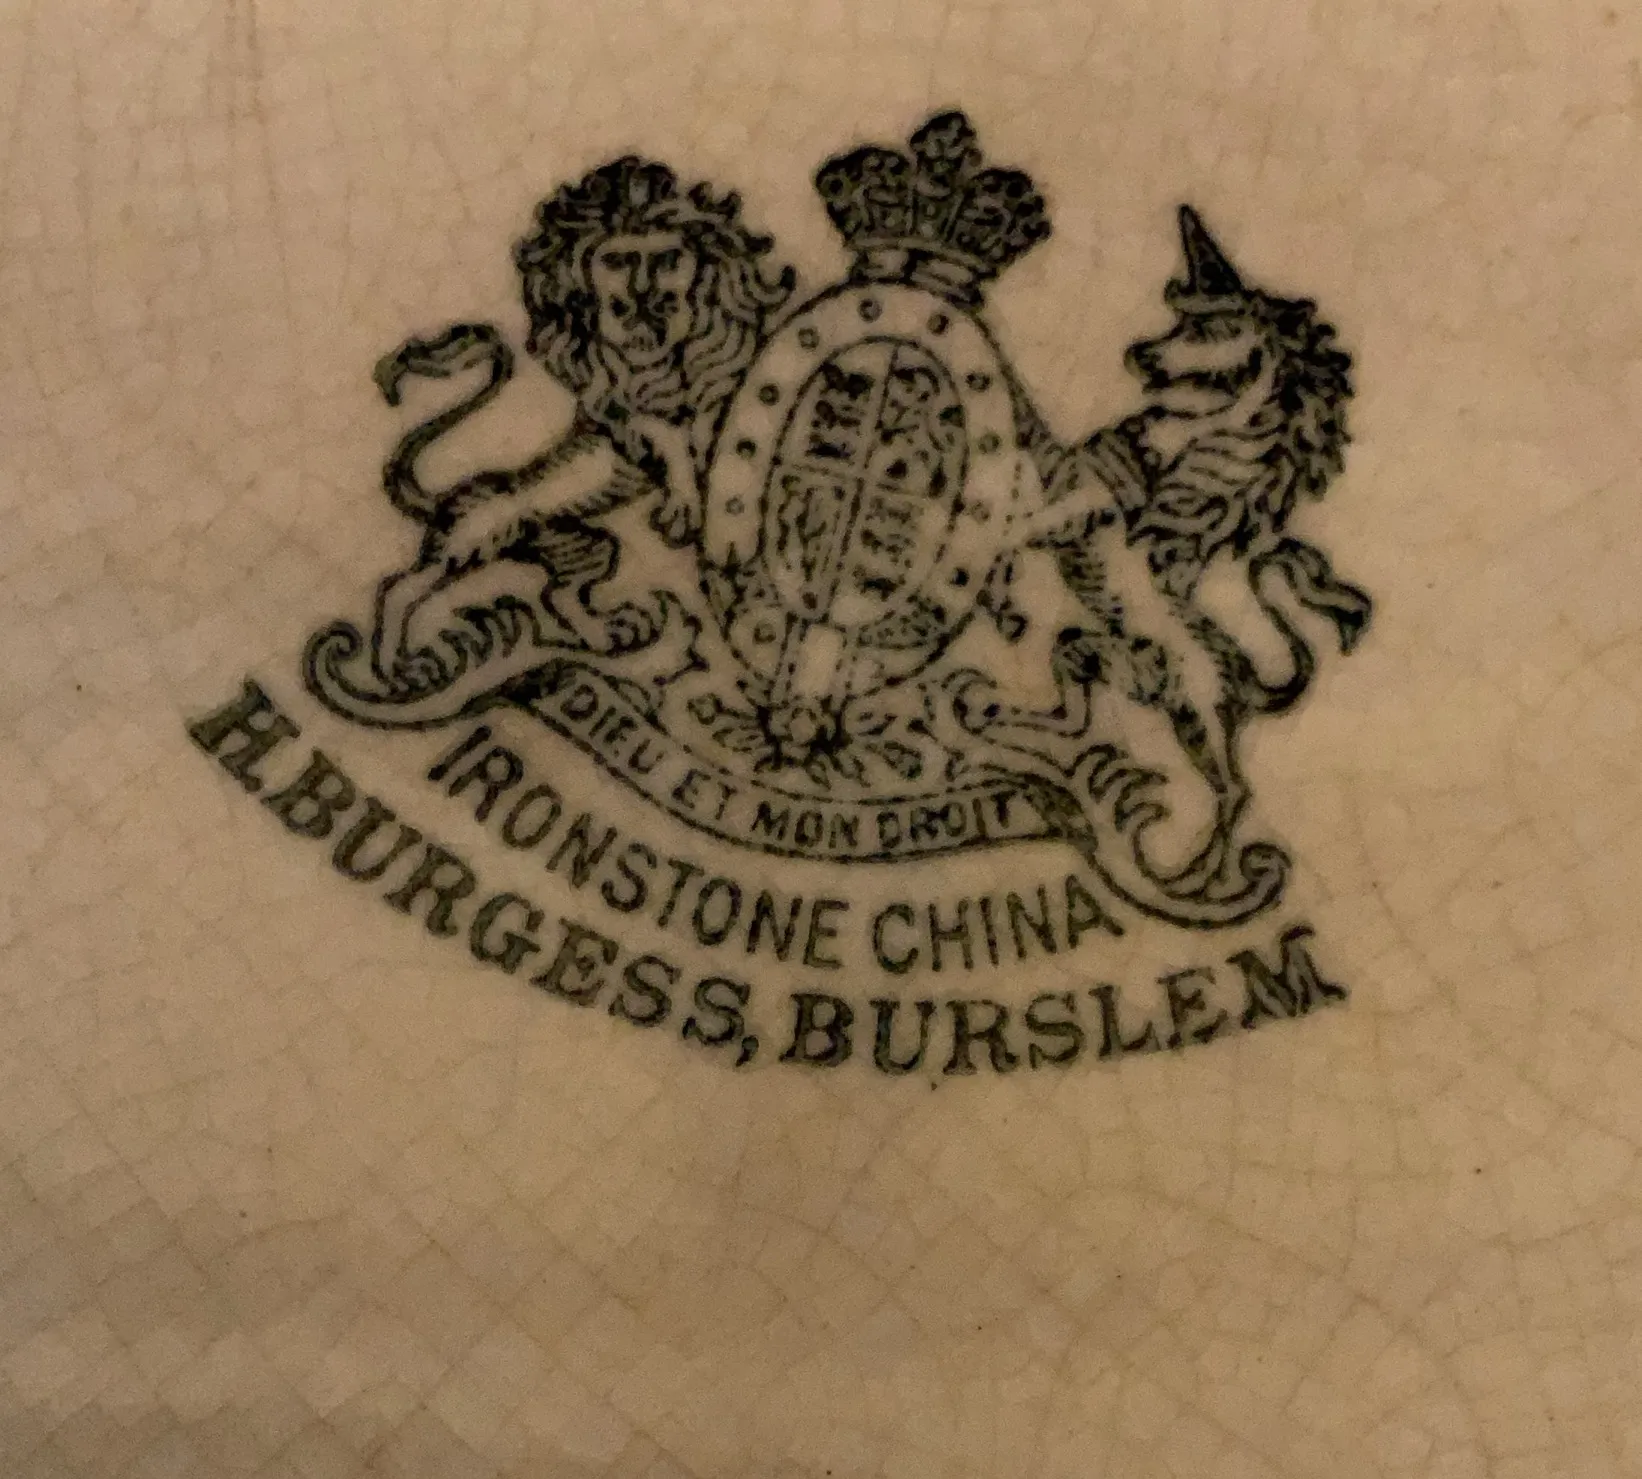 DIEU ET MON DROIT
IRONSTONE CHINA
H. BURGESS, BURSLEM